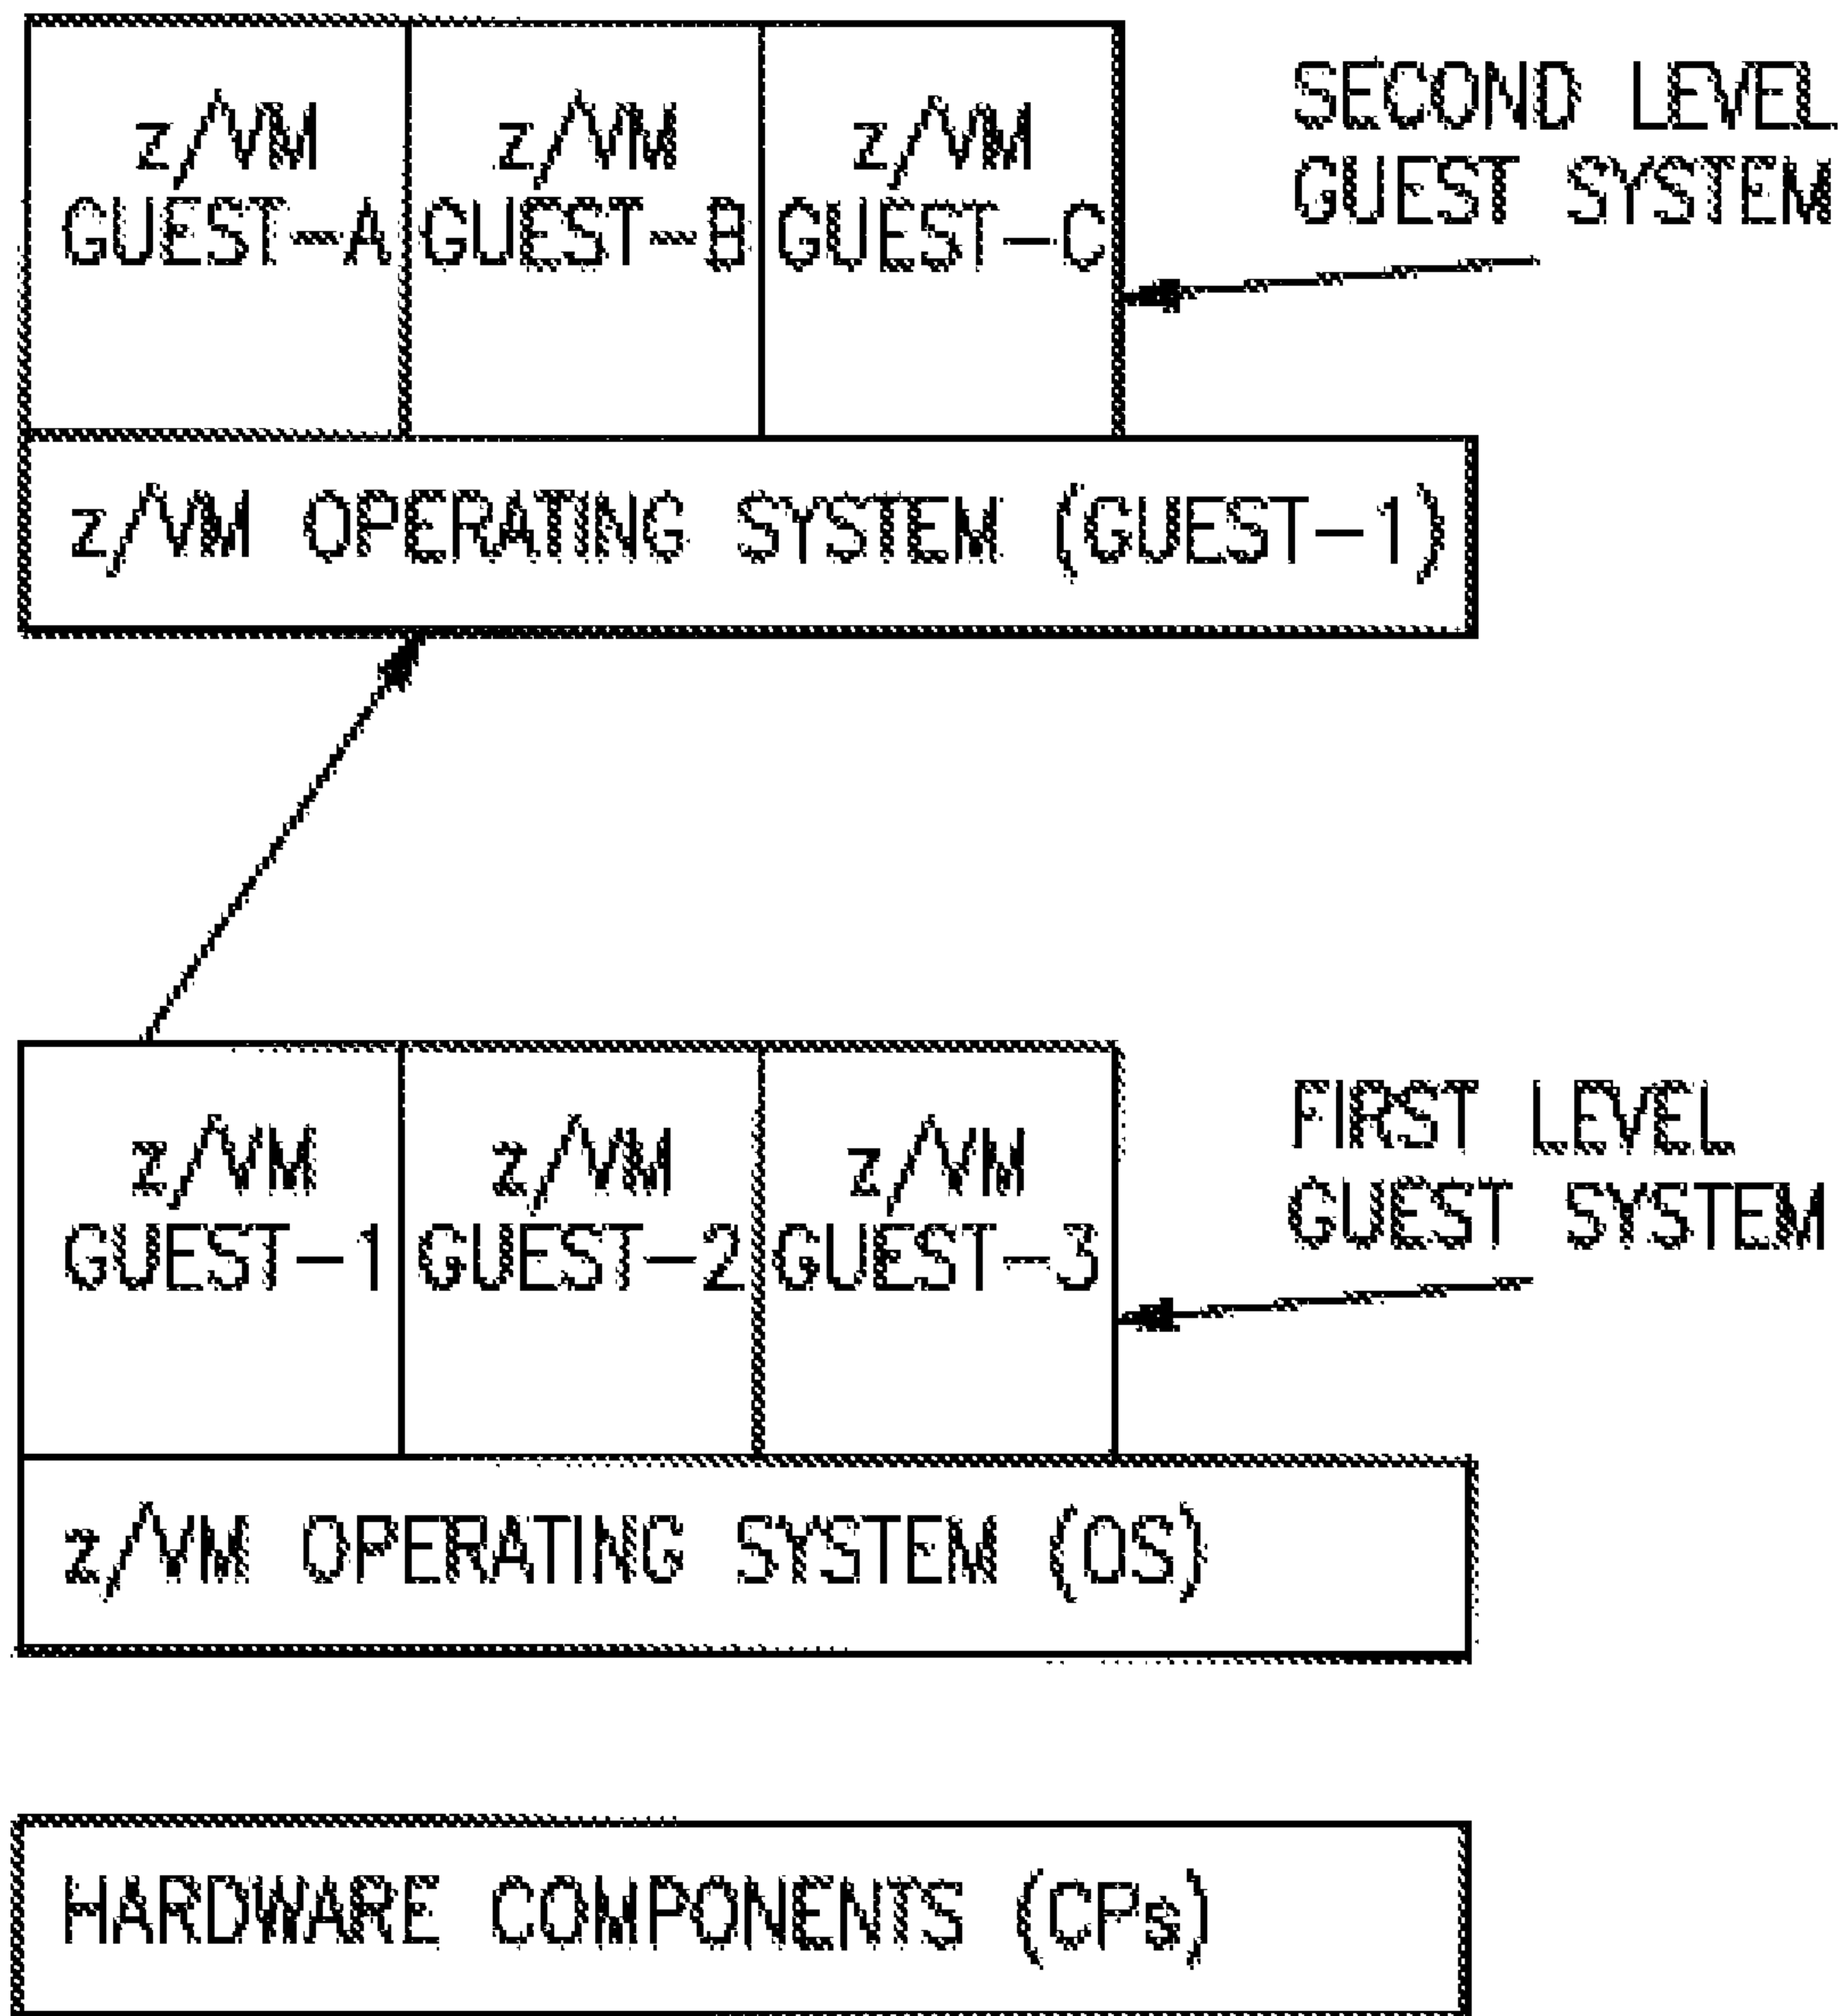 z/VM
GUEST-A
z/VM
GUEST-B
z/VM
GUEST-C
SECOND LEVEL
GUEST SYSTEM
z/VM OPERATING SYSTEM (GUEST-1)
z/VM
GUEST-1
z/VM
GUEST-2
z/VM
GUEST-3
FIRST LEVEL
GUEST SYSTEM
z/VM OPERATING SYSTEM (OS)
HARDWARE COMPONENTS (CPs)